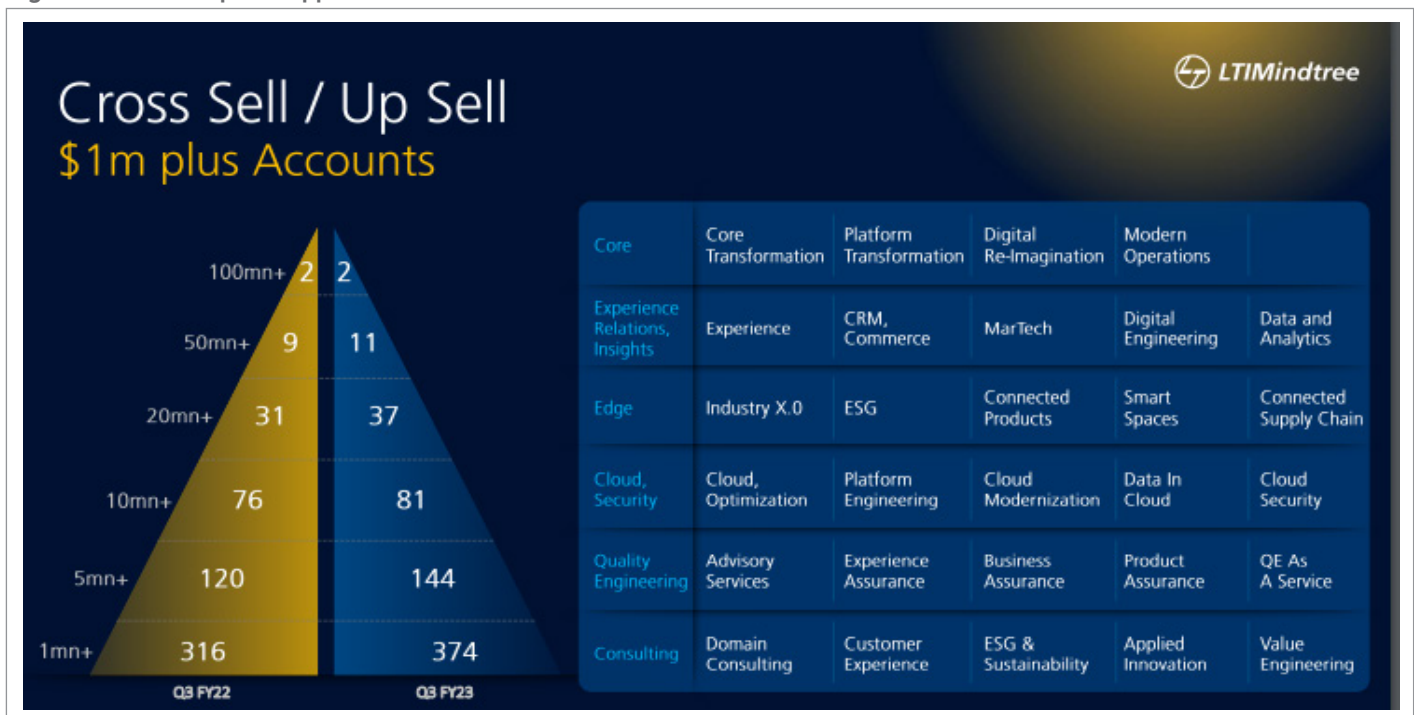 LTIMindtree
Cross Sell / Up Sell
$1m plus Accounts
100mn+ 2 2
50mn+ 9 11
20mn+ 31 37
10mn+ 76 81
5mn+ 120 144
1mn+ 316 374
Q3 FY22 Q3 FY23
Core
Core
Transformation
Platform
Transformation
Digital
Re-Imagination
Modern
Operations
Experience
Relations,
Insights
Experience
CRM,
Commerce
MarTech
Digital
Engineering
Data and
Analytics
Edge
Industry X.0
ESG
Connected
Products
Smart
Spaces
Connected
Supply Chain
Cloud,
Security
Cloud,
Optimization
Platform
Engineering
Cloud
Modernization
Data In
Cloud
Cloud
Security
Quality
Engineering
Advisory
Services
Experience
Assurance
Business
Assurance
Product
Assurance
QE As
A Service
Consulting
Domain
Consulting
Customer
Experience
ESG &
Sustainability
Applied
Innovation
Value
Engineering